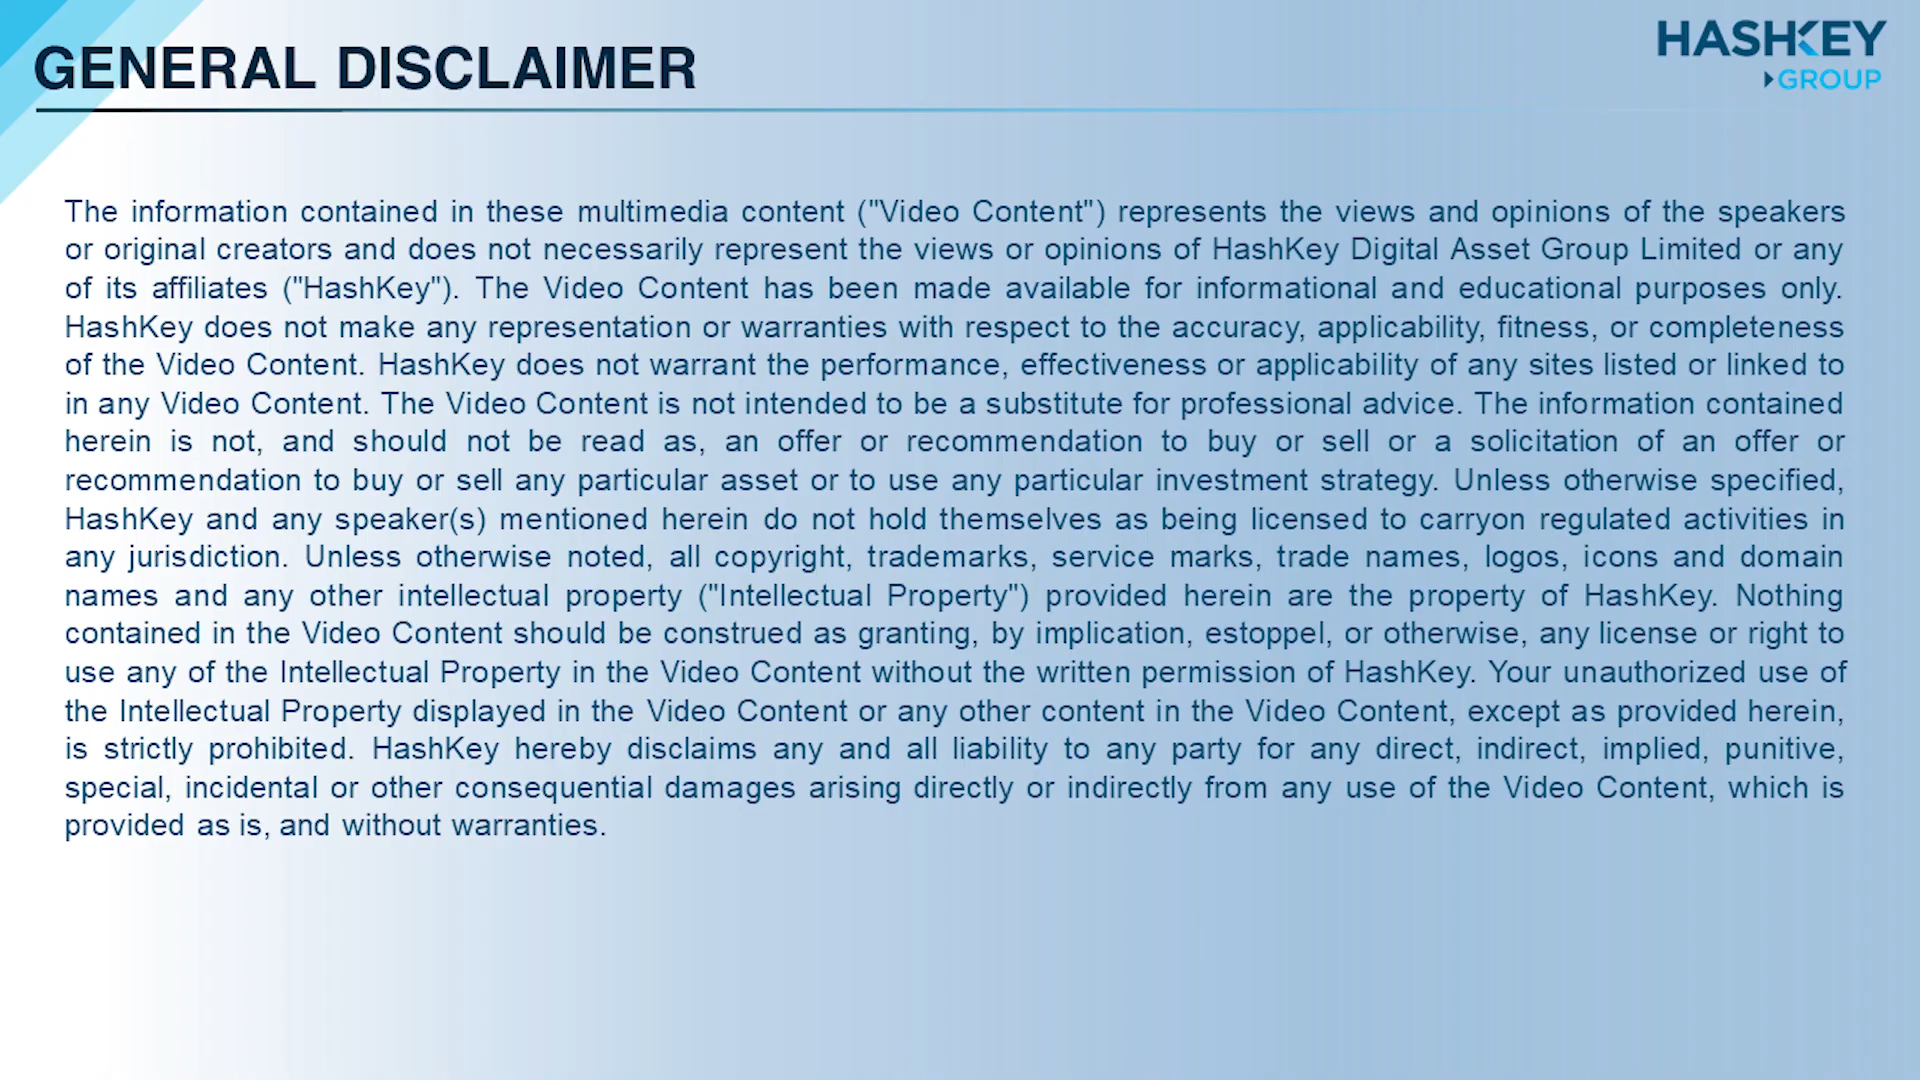 GENERAL DISCLAIMER
HASHKEY
GROUP
The information contained in these multimedia content ("Video Content") represents the views and opinions of the speakers
or original creators and does not necessarily represent the views or opinions of HashKey Digital Asset Group Limited or any
of its affiliates ("HashKey"). The Video Content has been made available for informational and educational purposes only.
HashKey does not make any representation or warranties with respect to the accuracy, applicability, fitness, or completeness
of the Video Content. HashKey does not warrant the performance, effectiveness or applicability of any sites listed or linked to
in any Video Content. The Video Content is not intended to be a substitute for professional advice. The information contained
herein is not, and should not be read as, an offer or recommendation to buy or sell or a solicitation of an offer or
recommendation to buy or sell any particular asset or to use any particular investment strategy. Unless otherwise specified,
HashKey and any speaker(s) mentioned herein do not hold themselves as being licensed to carryon regulated activities in
any jurisdiction. Unless otherwise noted, all copyright, trademarks, service marks, trade names, logos, icons and domain
names and any other intellectual property ("Intellectual Property") provided herein are the property of HashKey. Nothing
contained in the Video Content should be construed as granting, by implication, estoppel, or otherwise, any license or right to
use any of the Intellectual Property in the Video Content without the written permission of HashKey. Your unauthorized use of
the Intellectual Property displayed in the Video Content or any other content in the Video Content, except as provided herein,
is strictly prohibited. HashKey hereby disclaims any and all liability to any party for any direct, indirect, implied, punitive,
special, incidental or other consequential damages arising directly or indirectly from any use of the Video Content, which is
provided as is, and without warranties.